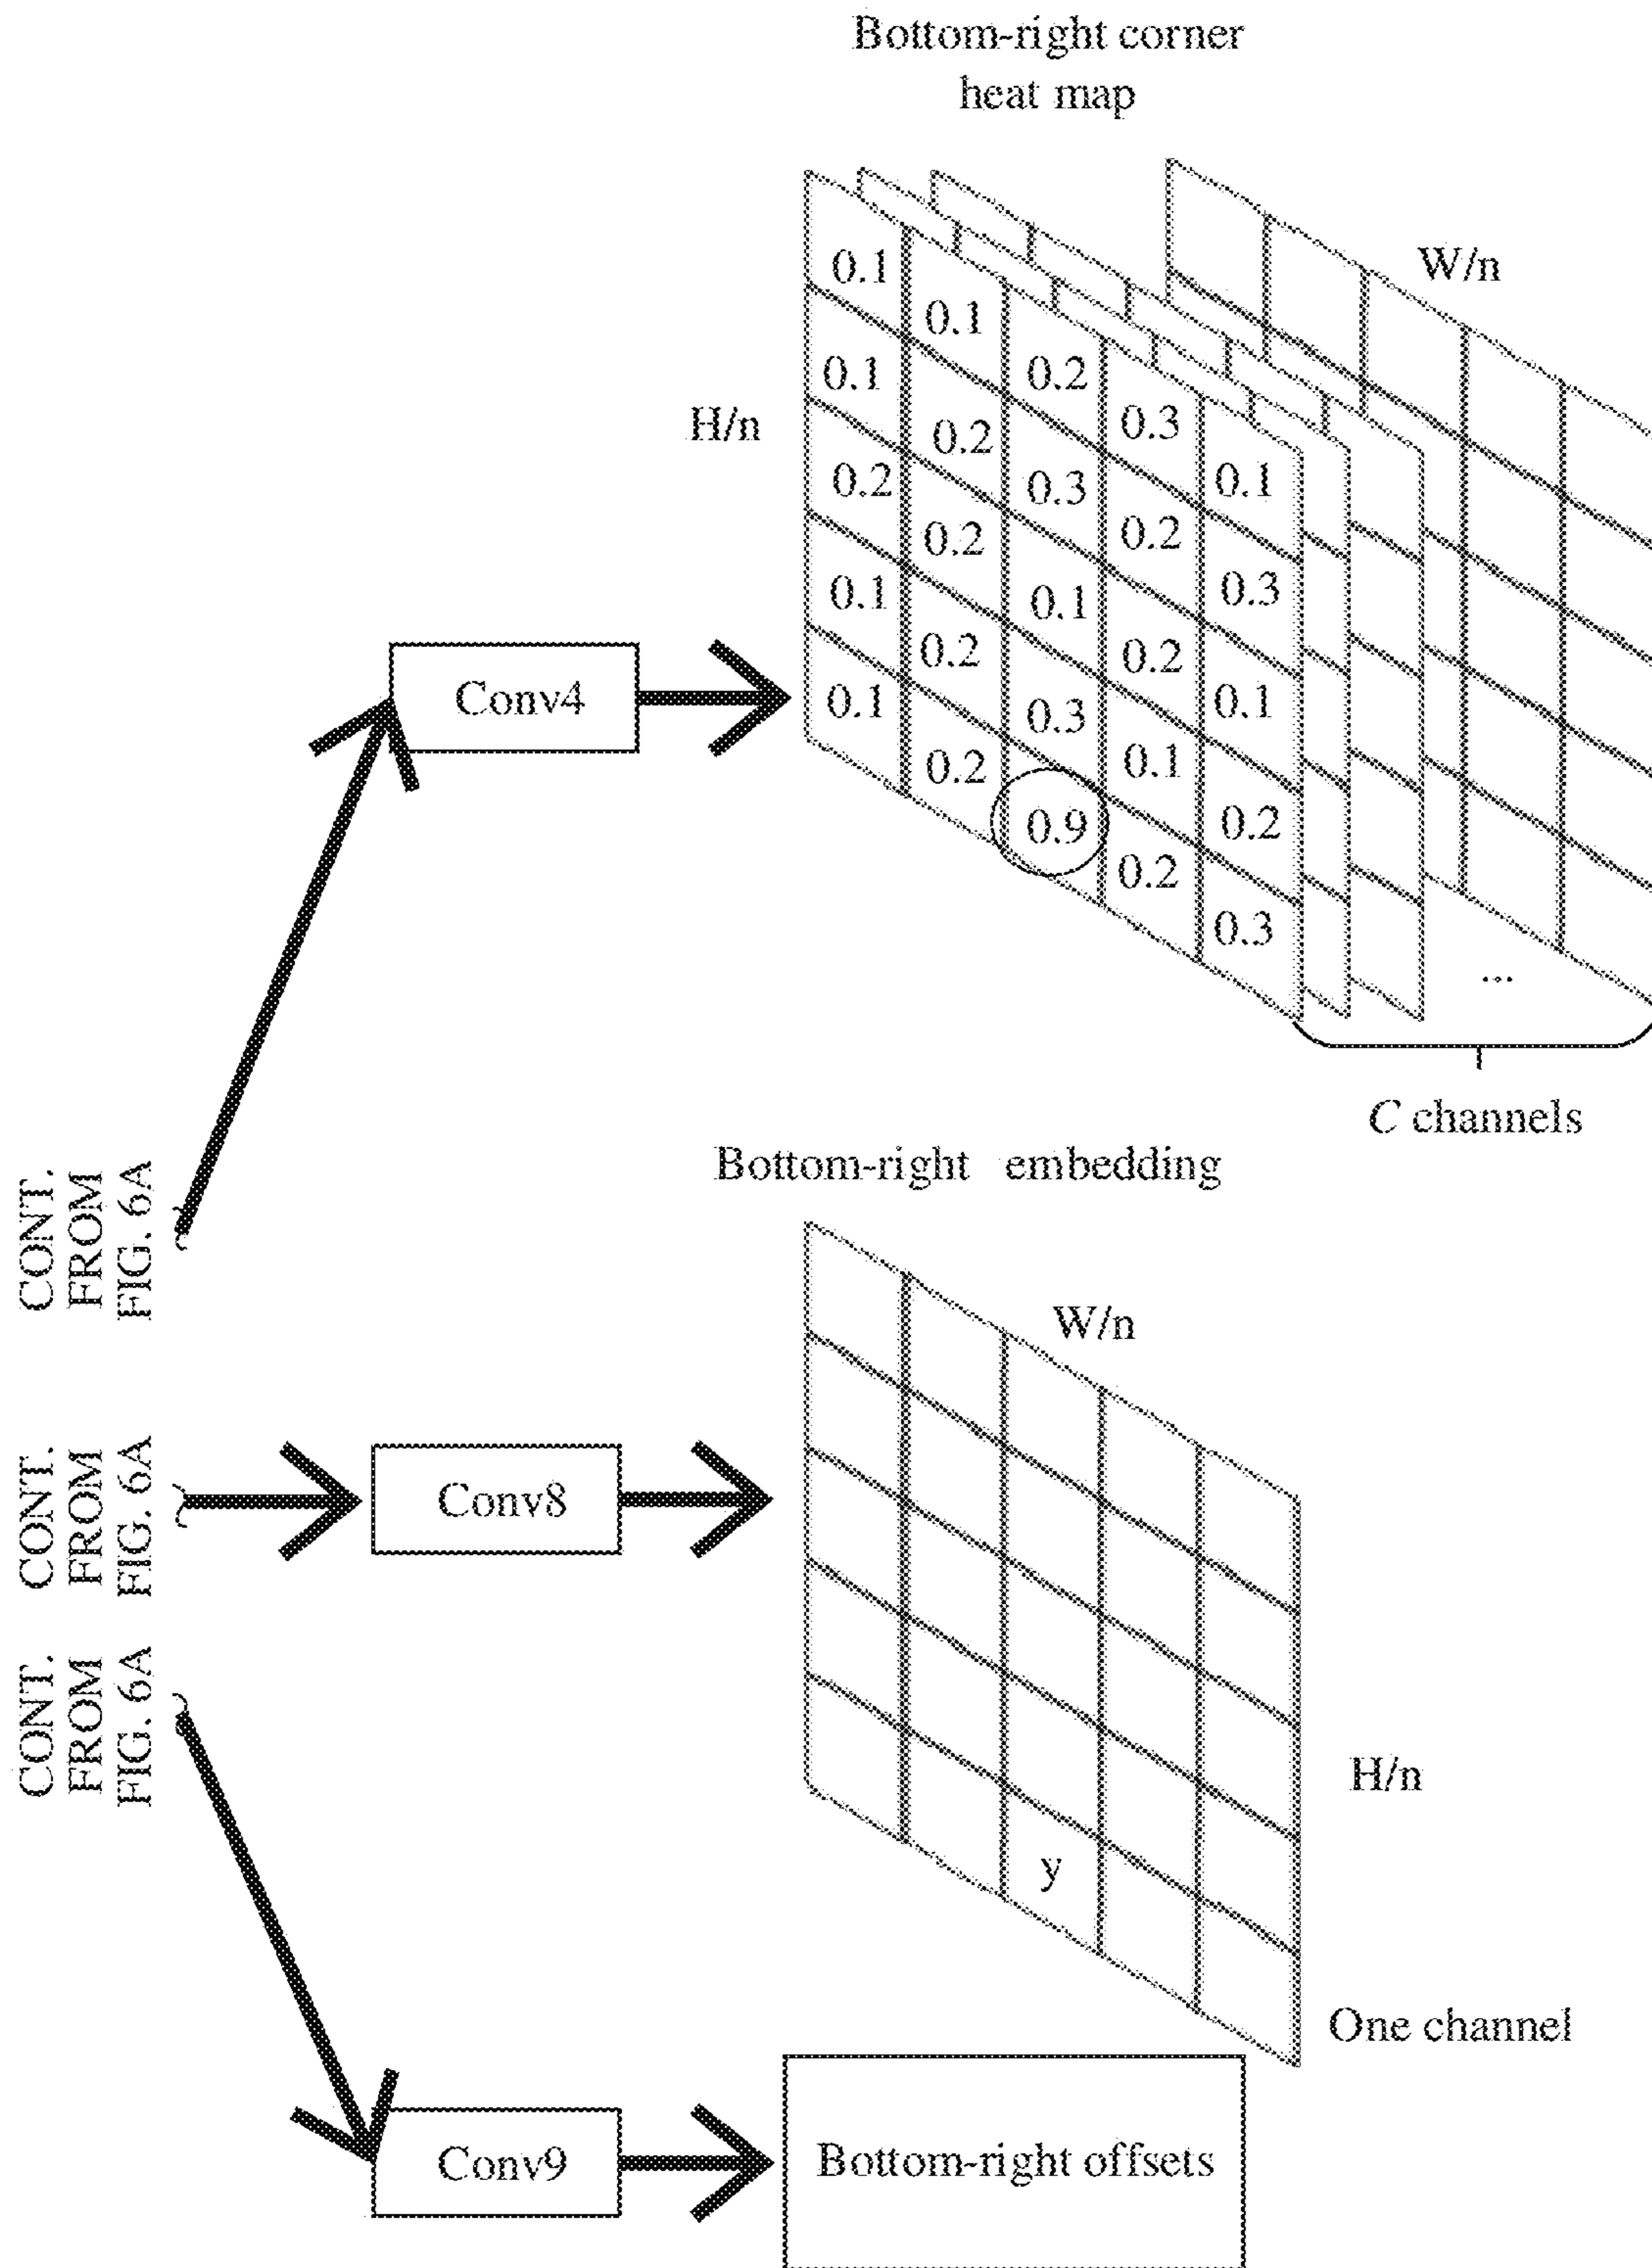 Bottom-right corner
heat map
W/n
H/n
0.1
0.1
0.2
0.3
0.1
0.1
0.2
0.3
0.2
0.3
0.2
0.2
0.1
0.2
0.1
0.1
0.2
0.3
0.1
0.2
0.1
0.2
0.9
0.2
0.3
...
C channels
Conv4
CONT.
FROM
FIG. 6A
Bottom-right embedding
W/n
H/n
y
One channel
CONT.
FROM
FIG. 6A
Conv8
CONT.
FROM
FIG. 6A
Conv9
Bottom-right offsets